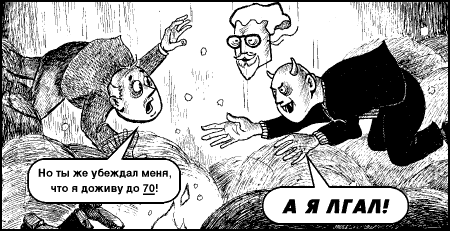 Но ты же убеждал меня,
что я доживу до 70!
А Я ЛГАЛ!